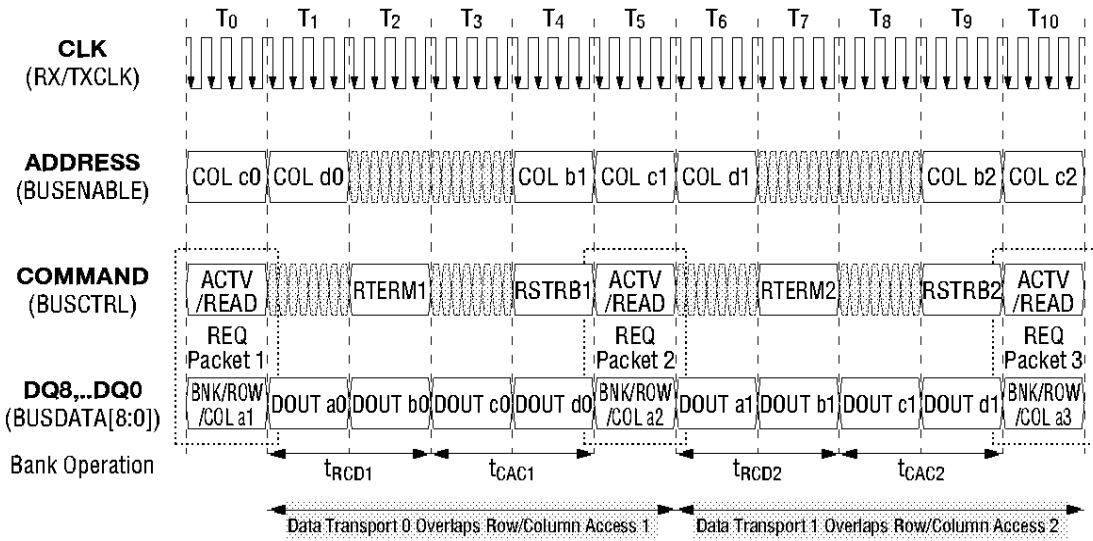 T0 T1 T2 T3 T4 T5 T6 T7 T8 T9 T10
CLK
(RX/TXCLK)
ADDRESS
(BUSENABLE)
COL c0 COL d0 COL b1 COL c1 COL d1 COL b2 COL c2
COMMAND
(BUSCTRL)
ACTV
/READ
RTERM1
RSTRB1
ACTV
/READ
RTERM2
RSTRB2
ACTV
/READ
REQ
Packet 1
REQ
Packet 2
REQ
Packet 3
DQ8,..DQ0
(BUSDATA[8:0])
BNK/ROW
/COL a1
DOUT a0 DOUT b0 DOUT c0 DOUT d0
BNK/ROW
/COL a2
DOUT a1 DOUT b1 DOUT c1 DOUT d1
BNK/ROW
/COL a3
Bank Operation
tRCD1 tCAC1 tRCD2 tCAC2
Data Transport 0 Overlaps Row/Column Access 1
Data Transport 1 Overlaps Row/Column Access 2